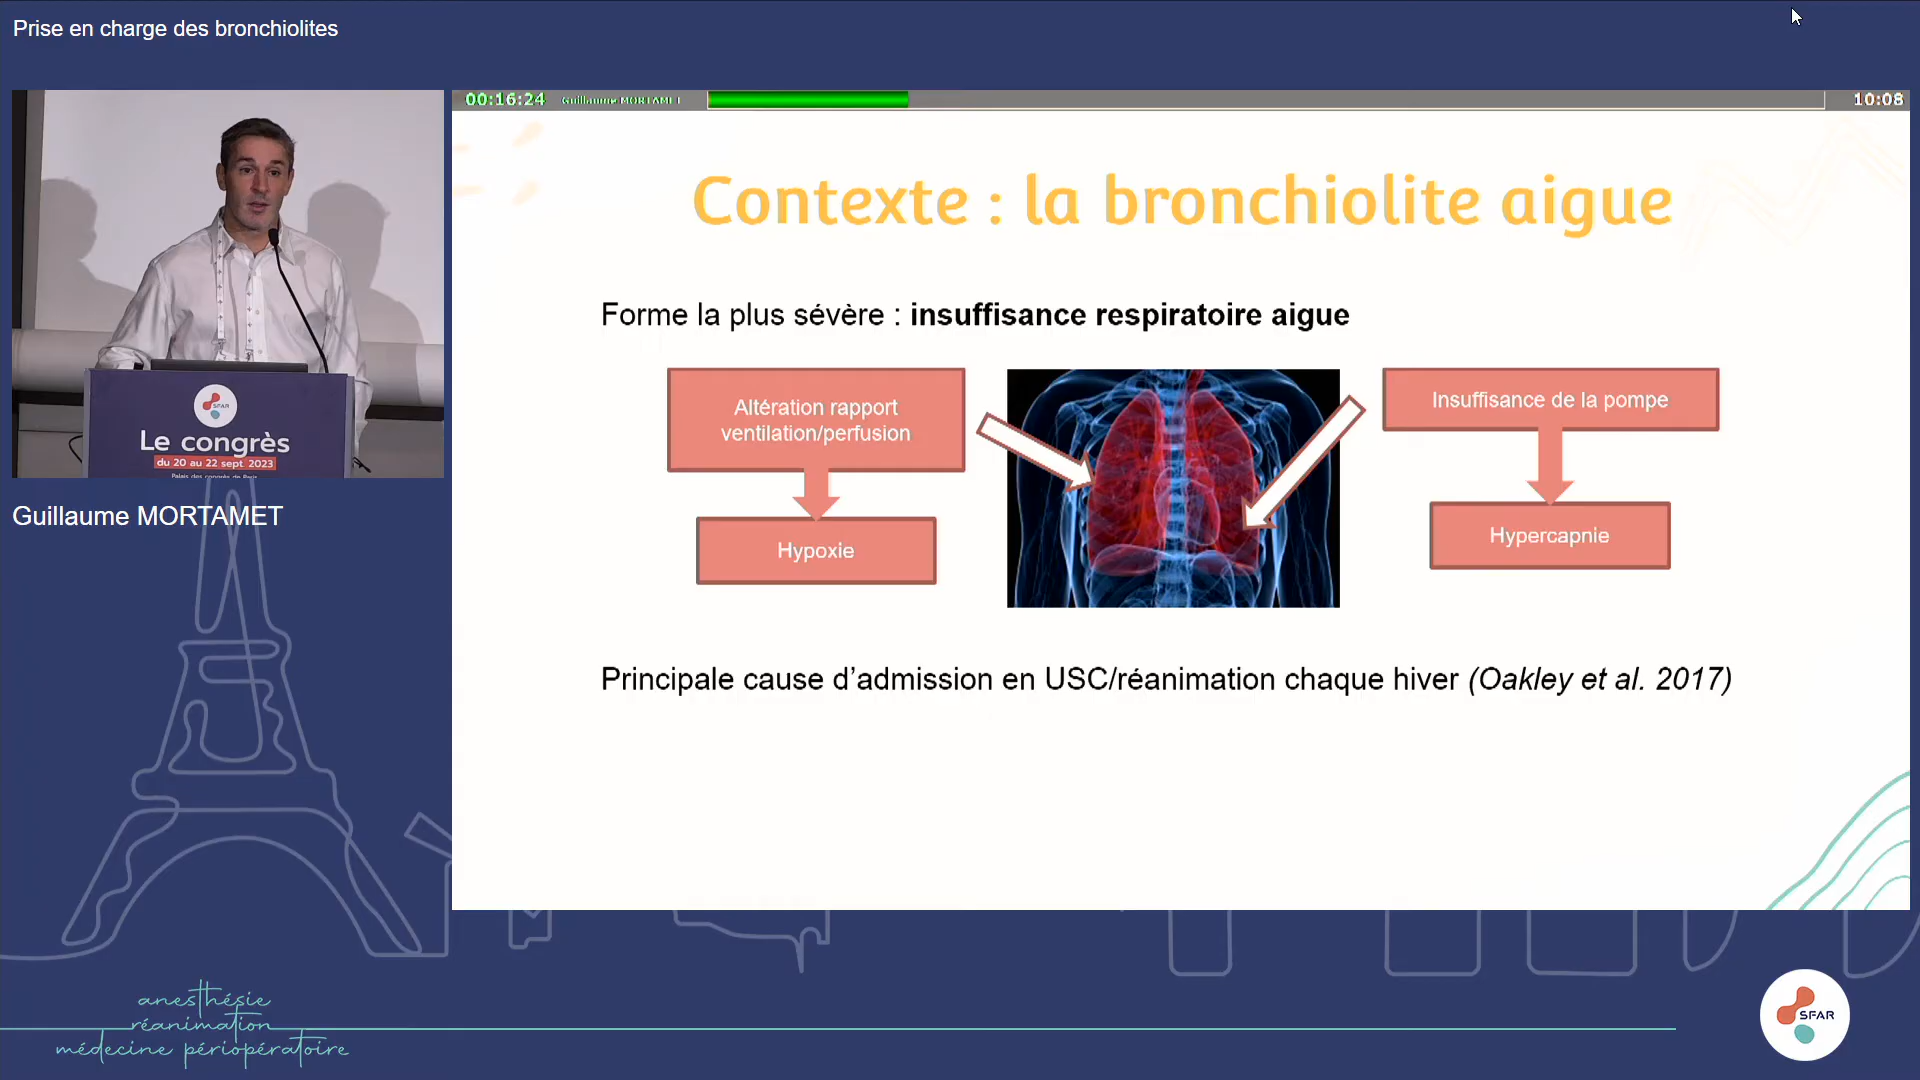 Prise en charge des bronchiolites
00:16:24 Guillaume MORTAMET 10:08
Contexte : la bronchiolite aigue
Forme la plus sévère : insuffisance respiratoire aigue
Altération rapport
ventilation/perfusion
Hypoxie
Insuffisance de la pompe
Hypercapnie
Principale cause d’admission en USC/réanimation chaque hiver (Oakley et al. 2017)
SFAR
Le congrès
du 20 au 22 sept. 2023
Palais des congrès de Paris
Guillaume MORTAMET
anesthésie
réanimation
médecine périopératoire
SFAR